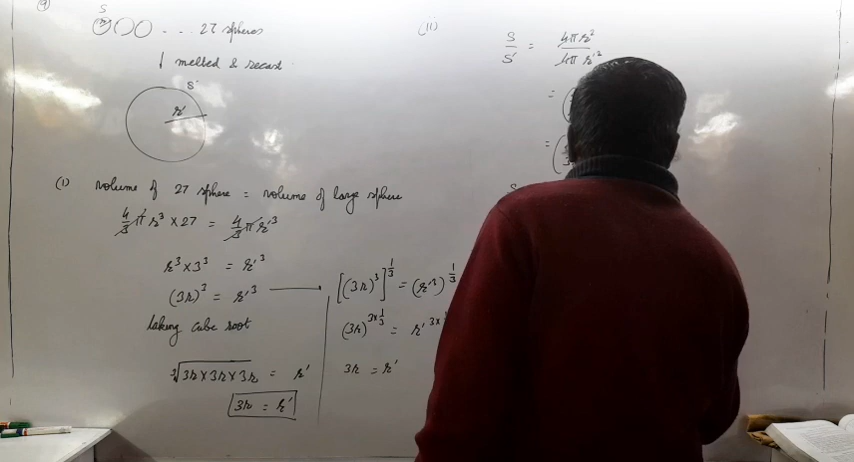 (9)
S
r ... 27 spheres
(ii)
S/S' = 4πr²/4πr'²
↓ melted & recast
S'
r'
=
=
S
(i) volume of 27 sphere = volume of large sphere
4/3 π r³ × 27 = 4/3 π r'³
r³ × 3³ = r'³
(3r)³ = r'³
[(3r)³]^1/3 = (r'³)^1/3
taking cube root
(3r)^3×1/3 = r'
∛3r × 3r × 3r = r'
3r = r'
3r = r'